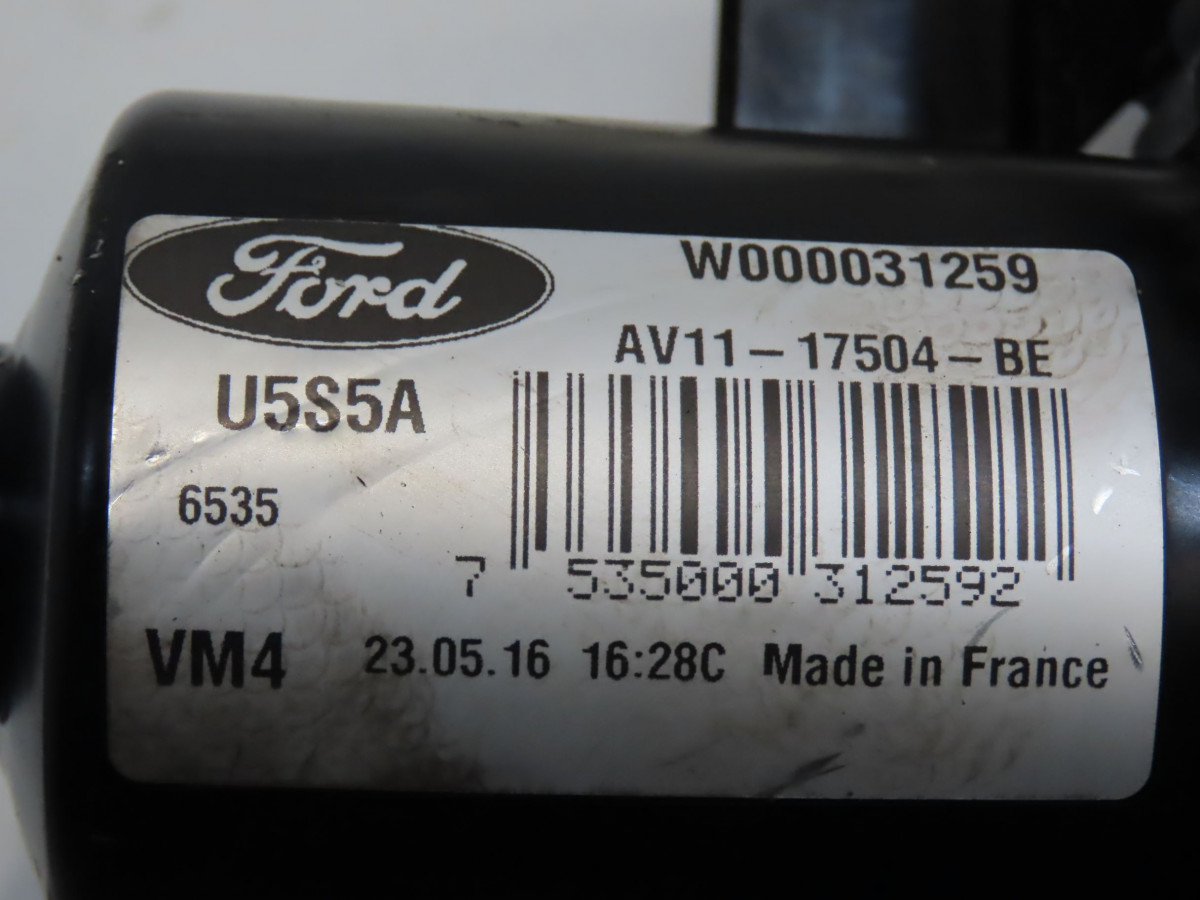 Ford
W000031259
AV11-17504-BE
U5S5A
6535
7 535000 312592
VM4 23.05.16 16:28C Made in France